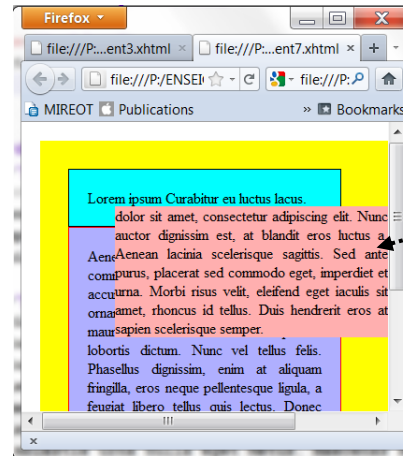 Firefox
file:///P:...ent3.xhtml × file:///P:...ent7.xhtml × +
file:///P:/ENSEI file:///P:
MIREOT Publications » Bookmarks
Lorem ipsum Curabitur eu luctus lacus.
dolor sit amet, consectetur adipiscing elit. Nunc
auctor dignissim est, at blandit eros luctus a.
Aenean lacinia scelerisque sagittis. Sed ante
purus, placerat sed commodo eget, imperdiet et
urna. Morbi risus velit, eleifend eget iaculis sit
amet, rhoncus id tellus. Duis hendrerit eros at
sapien scelerisque semper.
Aene
comm
accu
orna
maur
lobortis dictum. Nunc vel tellus felis.
Phasellus dignissim, enim at aliquam
fringilla, eros neque pellentesque ligula, a
feugiat libero tellus quis lectus. Donec
×